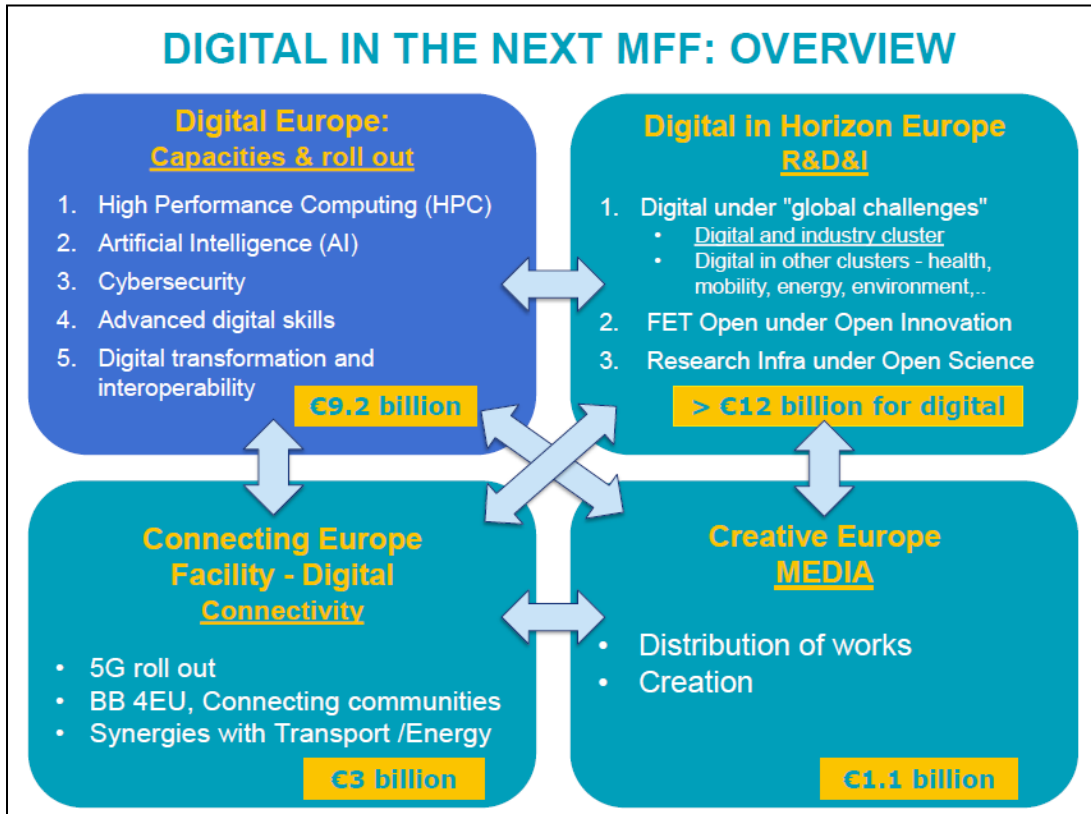 DIGITAL IN THE NEXT MFF: OVERVIEW
Digital Europe:
Capacities & roll out
1. High Performance Computing (HPC)
2. Artificial Intelligence (AI)
3. Cybersecurity
4. Advanced digital skills
5. Digital transformation and
interoperability
€9.2 billion
Digital in Horizon Europe
R&D&I
1. Digital under "global challenges"
• Digital and industry cluster
• Digital in other clusters - health,
mobility, energy, environment,..
2. FET Open under Open Innovation
3. Research Infra under Open Science
> €12 billion for digital
Connecting Europe
Facility - Digital
Connectivity
• 5G roll out
• BB 4EU, Connecting communities
• Synergies with Transport /Energy
€3 billion
Creative Europe
MEDIA
• Distribution of works
• Creation
€1.1 billion